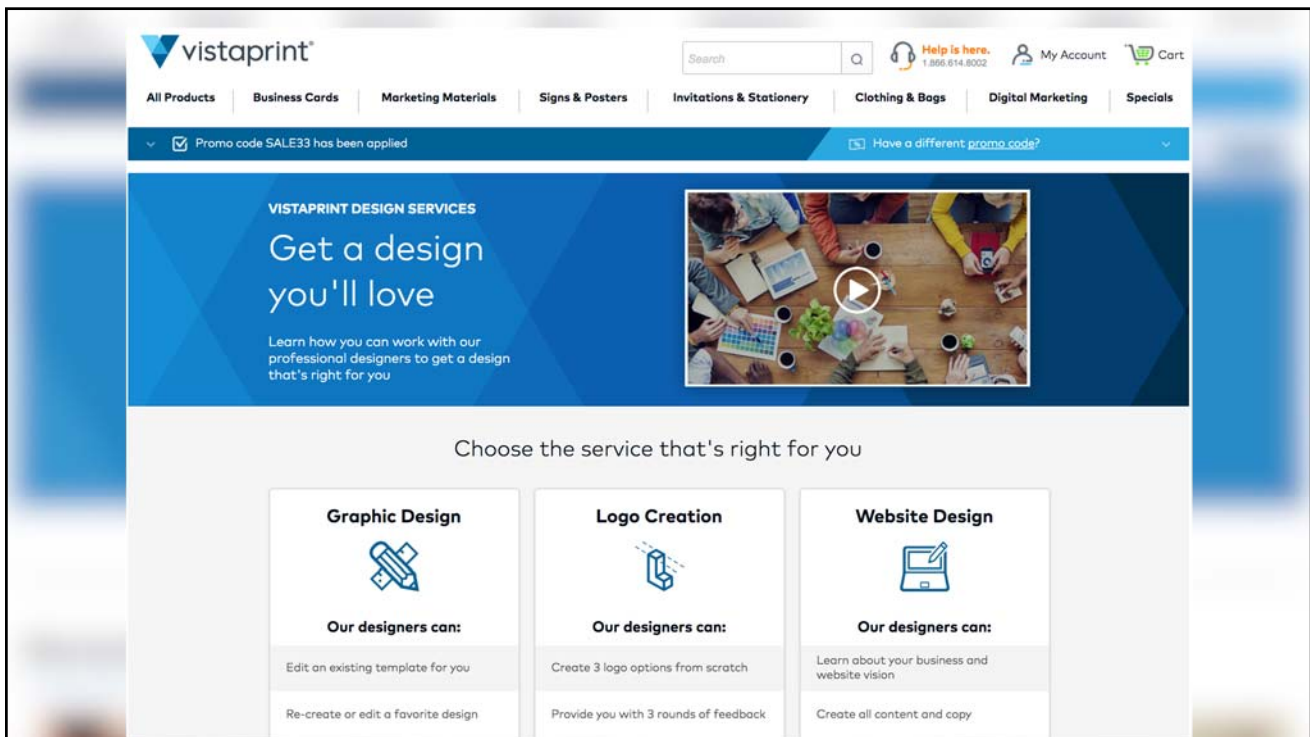 vistaprint®
Search
Help is here.
1.866.614.8002
My Account
Cart
All Products
Business Cards
Marketing Materials
Signs & Posters
Invitations & Stationery
Clothing & Bags
Digital Marketing
Specials
Promo code SALE33 has been applied
Have a different promo code?
VISTAPRINT DESIGN SERVICES
Get a design
you'll love
Learn how you can work with our
professional designers to get a design
that's right for you
Choose the service that's right for you
Graphic Design
Our designers can:
Edit an existing template for you
Re-create or edit a favorite design
Logo Creation
Our designers can:
Create 3 logo options from scratch
Provide you with 3 rounds of feedback
Website Design
Our designers can:
Learn about your business and
website vision
Create all content and copy